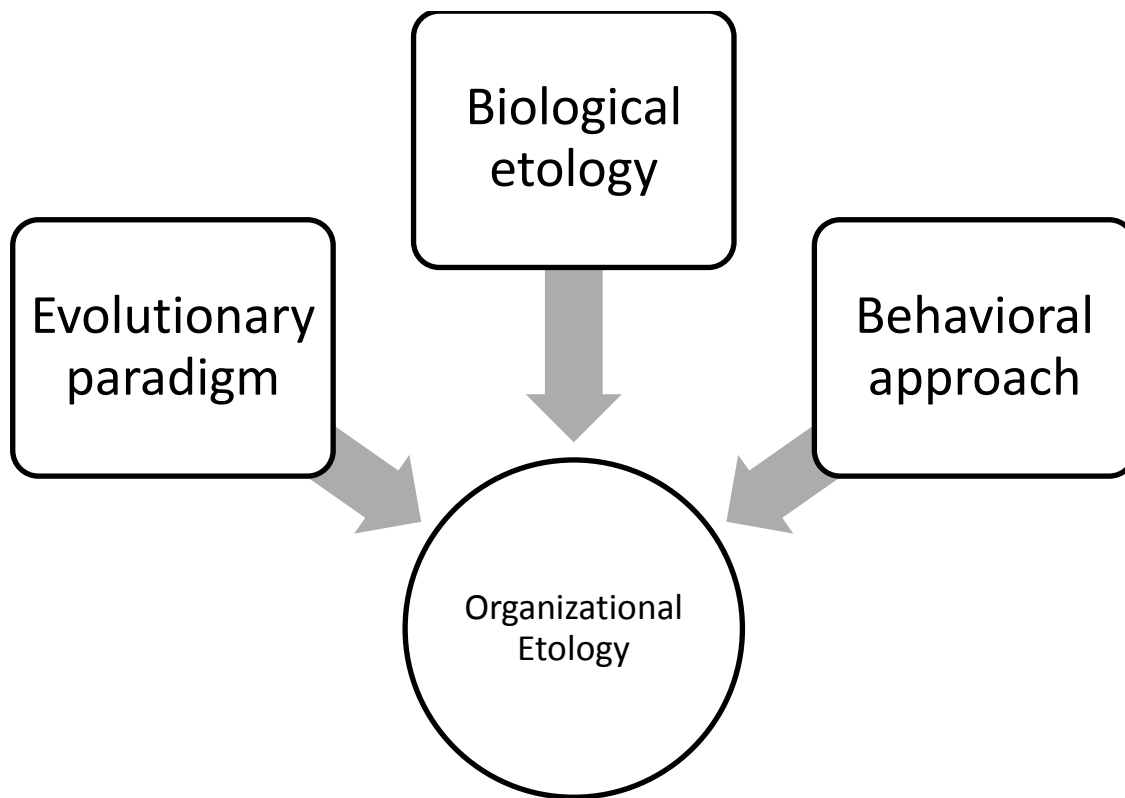 Biological
etology
Evolutionary
paradigm
Behavioral
approach
Organizational
Etology